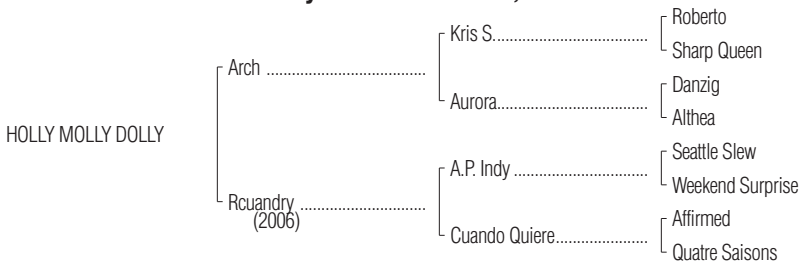 Roberto
Kris S.
Sharp Queen
Arch
Danzig
Aurora
Althea
HOLLY MOLLY DOLLY
Seattle Slew
A.P. Indy
Weekend Surprise
Rcuandry
(2006)
Affirmed
Cuando Quiere
Quatre Saisons